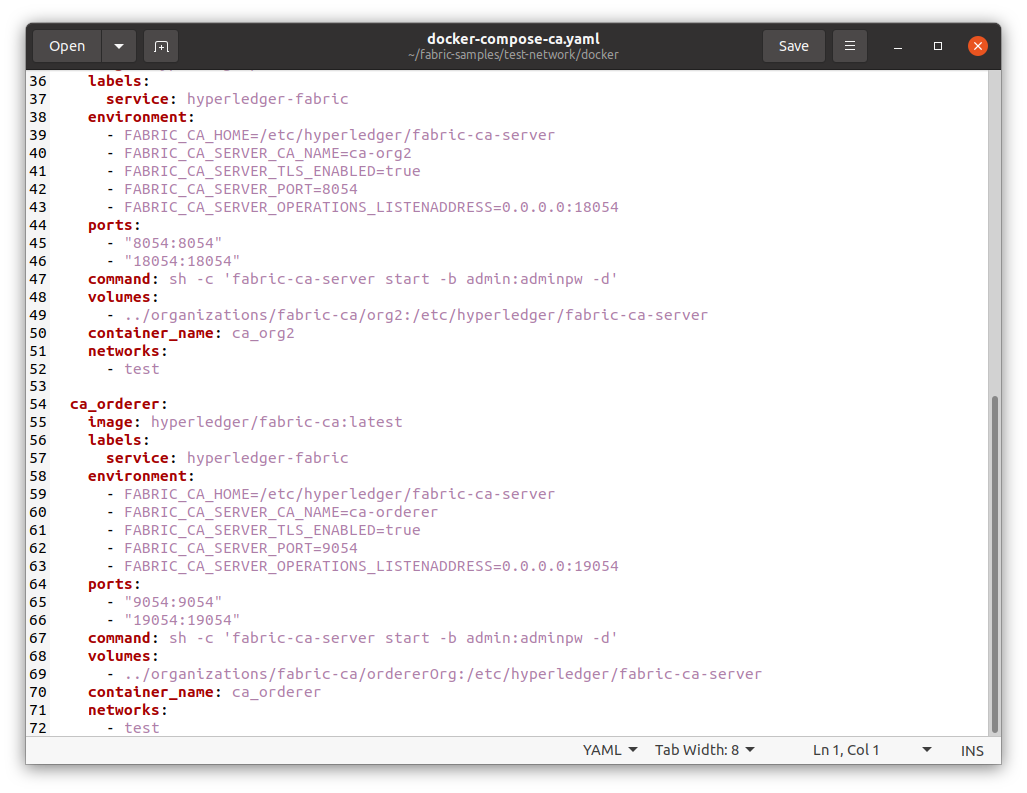 Open
docker-compose-ca.yaml
~/fabric-samples/test-network/docker
Save
36     labels:
37       service: hyperledger-fabric
38     environment:
39       - FABRIC_CA_HOME=/etc/hyperledger/fabric-ca-server
40       - FABRIC_CA_SERVER_CA_NAME=ca-org2
41       - FABRIC_CA_SERVER_TLS_ENABLED=true
42       - FABRIC_CA_SERVER_PORT=8054
43       - FABRIC_CA_SERVER_OPERATIONS_LISTENADDRESS=0.0.0.0:18054
44     ports:
45       - "8054:8054"
46       - "18054:18054"
47     command: sh -c 'fabric-ca-server start -b admin:adminpw -d'
48     volumes:
49       - ../organizations/fabric-ca/org2:/etc/hyperledger/fabric-ca-server
50     container_name: ca_org2
51     networks:
52       - test
53
54   ca_orderer:
55     image: hyperledger/fabric-ca:latest
56     labels:
57       service: hyperledger-fabric
58     environment:
59       - FABRIC_CA_HOME=/etc/hyperledger/fabric-ca-server
60       - FABRIC_CA_SERVER_CA_NAME=ca-orderer
61       - FABRIC_CA_SERVER_TLS_ENABLED=true
62       - FABRIC_CA_SERVER_PORT=9054
63       - FABRIC_CA_SERVER_OPERATIONS_LISTENADDRESS=0.0.0.0:19054
64     ports:
65       - "9054:9054"
66       - "19054:19054"
67     command: sh -c 'fabric-ca-server start -b admin:adminpw -d'
68     volumes:
69       - ../organizations/fabric-ca/ordererOrg:/etc/hyperledger/fabric-ca-server
70     container_name: ca_orderer
71     networks:
72       - test
YAML Tab Width: 8 Ln 1, Col 1 INS